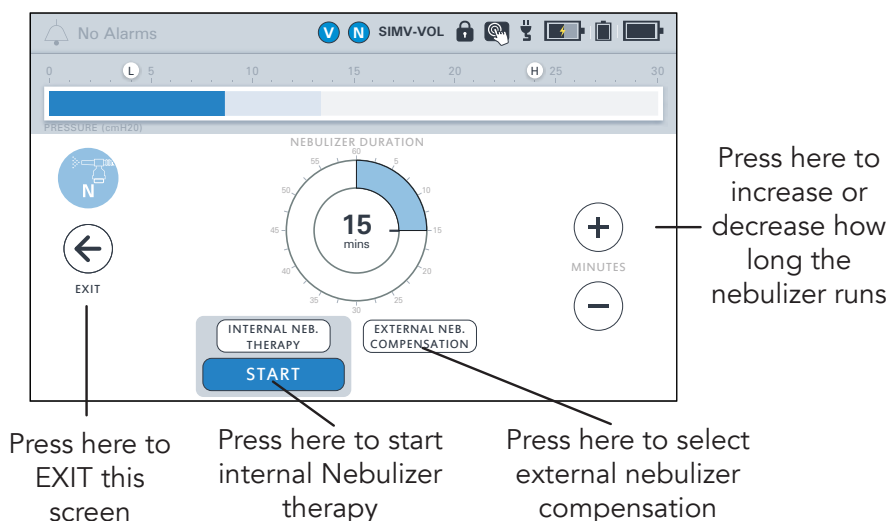 No Alarms
V N SIMV-VOL
0 L 5 10 15 20 H 25 30
PRESSURE (cmH20)
NEBULIZER DURATION
60
55 5
50 10
45 15
40 20
35 25
30
15
mins
N
EXIT
+
MINUTES
−
INTERNAL NEB.
THERAPY
EXTERNAL NEB.
COMPENSATION
START
Press here to
increase or
decrease how
long the
nebulizer runs
Press here to
EXIT this
screen
Press here to start
internal Nebulizer
therapy
Press here to select
external nebulizer
compensation